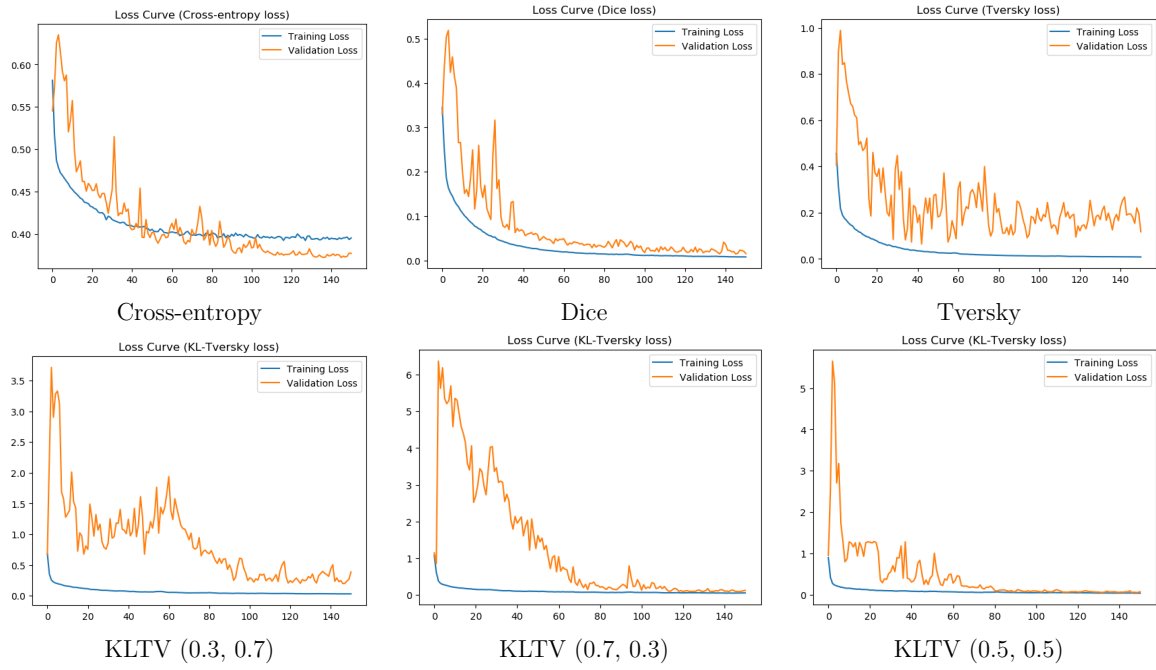 Loss Curve (Cross-entropy loss)
Training Loss
Validation Loss
0.60
0.55
0.50
0.45
0.40
0 20 40 60 80 100 120 140
Cross-entropy
Loss Curve (Dice loss)
Training Loss
Validation Loss
0.5
0.4
0.3
0.2
0.1
0.0
0 20 40 60 80 100 120 140
Dice
Loss Curve (Tversky loss)
Training Loss
Validation Loss
1.0
0.8
0.6
0.4
0.2
0.0
0 20 40 60 80 100 120 140
Tversky
Loss Curve (KL-Tversky loss)
Training Loss
Validation Loss
3.5
3.0
2.5
2.0
1.5
1.0
0.5
0.0
0 20 40 60 80 100 120 140
KLTV (0.3, 0.7)
Loss Curve (KL-Tversky loss)
Training Loss
Validation Loss
6
5
4
3
2
1
0
0 20 40 60 80 100 120 140
KLTV (0.7, 0.3)
Loss Curve (KL-Tversky loss)
Training Loss
Validation Loss
5
4
3
2
1
0
0 20 40 60 80 100 120 140
KLTV (0.5, 0.5)